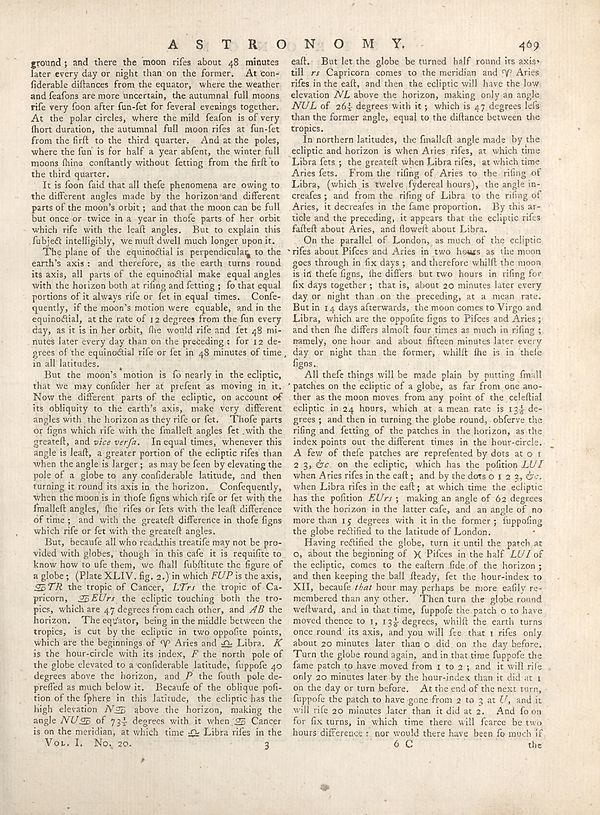 ASTRONOMY. 469
ground ; and there the moon riſes about 48 minutes
later every day or night than on the former. At con-
ſiderable diſtances from the equator, where the weather
and ſeaſons are more uncertain, the autumnal full moons
riſe very ſoon after ſun-ſet for ſeveral evenings together.
At the polar circles, where the mild ſeaſon is of very
ſhort duration, the autumnal full moon riſes at ſun-ſet
from the firſt to the third quarter. And at the poles,
where the ſun is for half a year abſent, the winter full
moons ſhine conſtantly without ſetting from the firſt to
the third quarter.
It is ſoon ſaid that all theſe phenomena are owing to
the different angles made by the horizon and different
parts of the moon's orbit ; and that the moon can be full
but once or twice in a year in thoſe parts of her orbit
which riſe with the leaſt angles. But to explain this
ſubject intelligibly, we muſt dwell much longer upon it.
The plane of the equinoctial is perpendicular to the
earth's axis : and therefore, as the earth turns round
its axis, all parts of the equinoctial make equal angles
with the horizon both at riſing and ſetting ; ſo that equal
portions of it always riſe or ſet in equal times. Conſe-
quently, if the moon's motion were equable, and in the
equinoctial, at the rate of 12 degrees from the ſun every
day, as it is in her orbit, ſhe would riſe and ſet 48 mi-
nutes later every day than on the preceding : for 12 de-
grees of the equinoctial riſe or ſet in 48 minutes of time
in all latitudes.
But the moon's motion is ſo nearly in the ecliptic,
that we may conſider her at preſent as moving in it.
Now the different parts of the ecliptic, on account of
its obliquity to the earth's axis, make very different
angles with the horizon as they riſe or ſet. Thoſe parts
or ſigns which riſe with the ſmalleſt angles ſet with the
greateſt, and vice verſa. In equal times, whenever this
angle is leaſt, a greater portion of the ecliptic riſes than
when the angle is larger ; as may be ſeen by elevating the
pole of a globe to any conſiderable latitude, and then
turning it round its axis in the horizon. Conſequently,
when the moon is in thoſe ſigns which riſe or ſet with the
ſmalleſt angles, ſhe riſes or ſets with the leaſt difference
of time ; and with the greateſt difference in thoſe ſigns
which riſe or ſet with the greateſt angles.
But, becauſe all who read this treatiſe may not be pro-
vided with globes, though in this caſe it is requiſite to
know how to uſe them, we ſhall ſubſtitute the figure of
a globe ; (Plate XLIV. fig. 2.) in which FUP is the axis,
♋TR the tropic of Cancer, LTrs the tropic of Ca-
pricorn, ♋EUrs the ecliptic touching both the tro-
pics, which are 47 degrees from each other, and AB the
horizon. The equator, being in the middle between the
tropics, is cut by the ecliptic in two oppoſite points,
which are the beginnings of ♈ Aries and ♎ Libra. K
is the hour-circle with its index, F the north pole of
the globe elevated to a conſiderable latitude, ſuppoſe 40
degrees above the horizon, and P the ſouth pole de-
preſſed as much below it. Becauſe of the oblique poſi-
tion of the ſphere in this latitude, the ecliptic has the
high elevation N♋ above the horizon, making the
angle NU♋ of 73½ degrees with it when ♋ Cancer
is on the meridian, at which time ♎ Libra riſes in the
VOL. I. No. 20. 3
eaſt. But let the globe be turned half round its axis,
till rs Capricorn comes to the meridian and ♈ Aries
riſes in the eaſt, and then the ecliptic will have the low
elevation NL above the horizon, making only an angle
NUL of 26½ degrees with it ; which is 47 degrees leſs
than the former angle, equal to the diſtance between the
tropics.
In northern latitudes, the ſmalleſt angle made by the
ecliptic and horizon is when Aries riſes, at which time
Libra ſets ; the greateſt when Libra riſes, at which time
Aries ſets. From the riſing of Aries to the riſing of
Libra, (which is twelve ſydereal hours), the angle in-
creaſes ; and from the riſing of Libra to the riſing of
Aries, it decreaſes in the ſame proportion. By this ar-
ticle and the preceding, it appears that the ecliptic riſes
faſteſt about Aries, and ſloweſt about Libra.
On the parallel of London, as much of the ecliptic
riſes about Piſces and Aries in two hours as the moon
goes through in ſix days ; and therefore whilſt the moon
is in theſe ſigns, ſhe differs but two hours in riſing for
ſix days together ; that is, about 20 minutes later every
day or night than on the preceding, at a mean rate.
But in 14 days afterwards, the moon comes to Virgo and
Libra, which are the oppoſite ſigns to Piſces and Aries ;
and then ſhe differs almoſt four times as much in riſing ;
namely, one hour and about fifteen minutes later every
day or night than the former, whilſt ſhe is in theſe
ſigns.
All theſe things will be made plain by putting ſmall
patches on the ecliptic of a globe, as far from one ano-
ther as the moon moves from any point of the celeſtial
ecliptic in 24 hours, which at a mean rate is 13⅙ de-
grees ; and then in turning the globe round, obſerve the
riſing and ſetting of the patches in the horizon, as the
index points out the different times in the hour-circle.
A few of theſe patches are repreſented by dots at 0 1
2 3, &c. on the ecliptic, which has the poſition LUI
when Aries riſes in the eaſt ; and by the dots 0 1 2 3, &c.
when Libra riſes in the eaſt ; at which time the ecliptic
has the poſition EUrs ; making an angle of 62 degrees
with the horizon in the latter caſe, and an angle of no
more than 15 degrees with it in the former ; ſuppoſing
the globe rectified to the latitude of London.
Having rectified the globe, turn it until the patch at
0, about the beginning of ♓ Piſces in the half LUI of
the ecliptic, comes to the eaſtern ſide of the horizon ;
and then keeping the ball ſteady, ſet the hour-index to
XII, becauſe that hour may perhaps be more eaſily re-
membered than any other. Then turn the globe round
weſtward, and in that time, ſuppoſe the patch 0 to have
moved thence to 1, 13⅙ degrees, whilſt the earth turns
once round its axis, and you will ſee that 1 riſes only
about 20 minutes later than 0 did on the day before.
Turn the globe round again, and in that time ſuppoſe the
ſame patch to have moved from 1 to 2 ; and it will riſe
only 20 minutes later by the hour-index than it did at 1
on the day or turn before. At the end of the next turn,
ſuppoſe the patch to have gone from 2 to 3 at U, and it
will riſe 20 minutes later than it did at 2. And ſo on
for ſix turns, in which time there will ſcarce be two
hours difference : nor would there have been ſo much if
6 C the